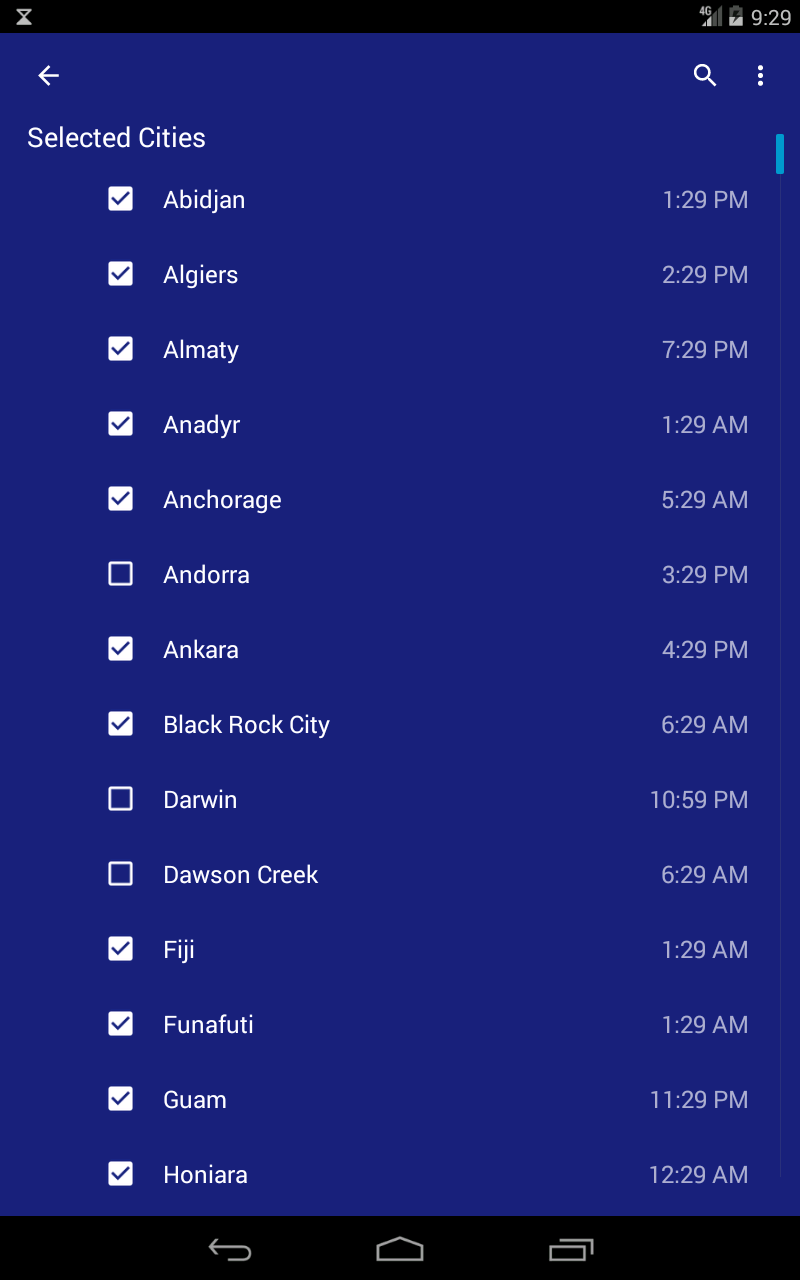 4G 9:29
Selected Cities
Abidjan 1:29 PM
Algiers 2:29 PM
Almaty 7:29 PM
Anadyr 1:29 AM
Anchorage 5:29 AM
Andorra 3:29 PM
Ankara 4:29 PM
Black Rock City 6:29 AM
Darwin 10:59 PM
Dawson Creek 6:29 AM
Fiji 1:29 AM
Funafuti 1:29 AM
Guam 11:29 PM
Honiara 12:29 AM